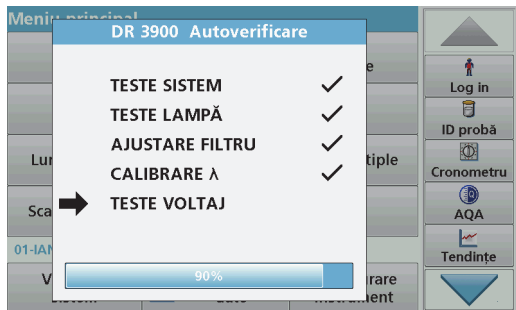 Meniu principal
DR 3900 Autoverificare
TESTE SISTEM
TESTE LAMPĂ
AJUSTARE FILTRU
CALIBRARE λ
TESTE VOLTAJ
90%
01-IAN
Log in
ID probă
Cronometru
AQA
Tendințe